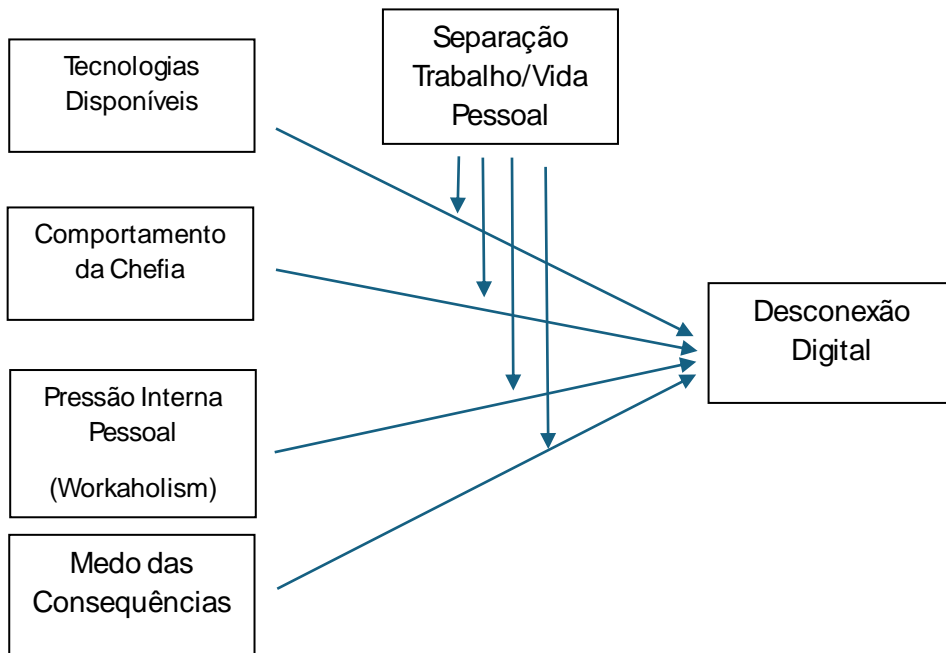 Tecnologias
Disponíveis
Separação
Trabalho/Vida
Pessoal
Comportamento
da Chefia
Desconexão
Digital
Pressão Interna
Pessoal
(Workaholism)
Medo das
Consequências